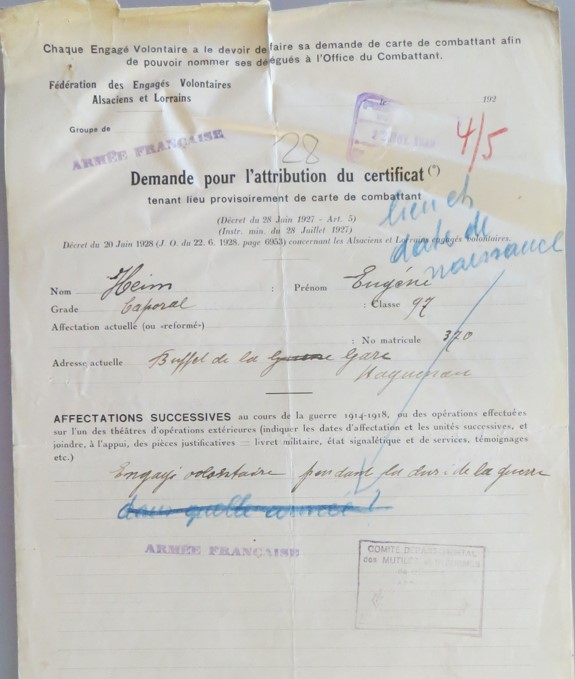 Chaque Engagé Volontaire a le devoir de faire sa demande de carte de combattant afin
de pouvoir nommer ses délégués à l'Office du Combattant.
Fédération des Engagés Volontaires
Alsaciens et Lorrains
le 192
Groupe de
ARMÉE FRANÇAISE
28
4/5
Demande pour l'attribution du certificat (*)
tenant lieu provisoirement de carte de combattant
(Décret du 28 Juin 1927 - Art. 5)
(Instr. min. du 28 Juillet 1927)
Décret du 20 Juin 1928 (J. O. du 22. 6. 1928. page 6953) concernant les Alsaciens et Lorrains engagés volontaires.
lieu et
date de
naissance
Nom Heim : Prénom Eugène
Grade Caporal : Classe 97
Affectation actuelle (ou «reformé»)
: No matricule 370
Adresse actuelle Buffet de la Gare
Haguenau
AFFECTATIONS SUCCESSIVES au cours de la guerre 1914-1918, ou des opérations effectuées
sur l'un des théâtres d'opérations extérieures (indiquer les dates d'affectation et les unités successives, et
joindre, à l'appui, des pièces justificatives = livret militaire, état signalétique et de services, témoignages
etc.)
Engagé volontaire pendant la duré de la guerre
dans quelle armée ?
ARMÉE FRANÇAISE
COMITÉ DÉPARTEMENTAL
des MUTILÉS